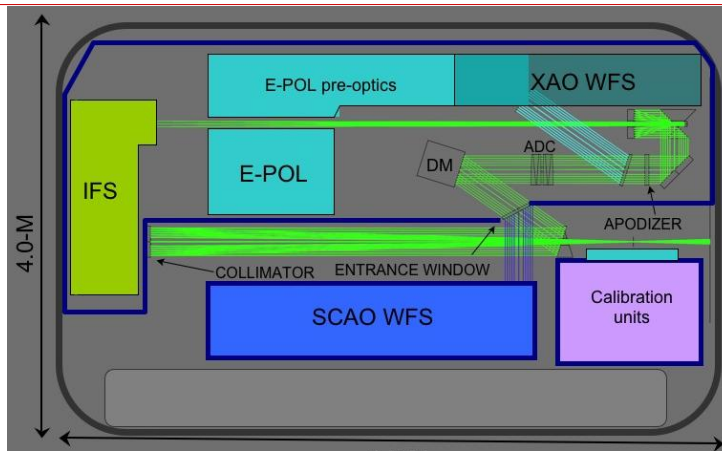 E-POL pre-optics
XAO WFS
IFS
E-POL
DM
ADC
APODIZER
4.0-M
COLLIMATOR
ENTRANCE WINDOW
SCAO WFS
Calibration
units